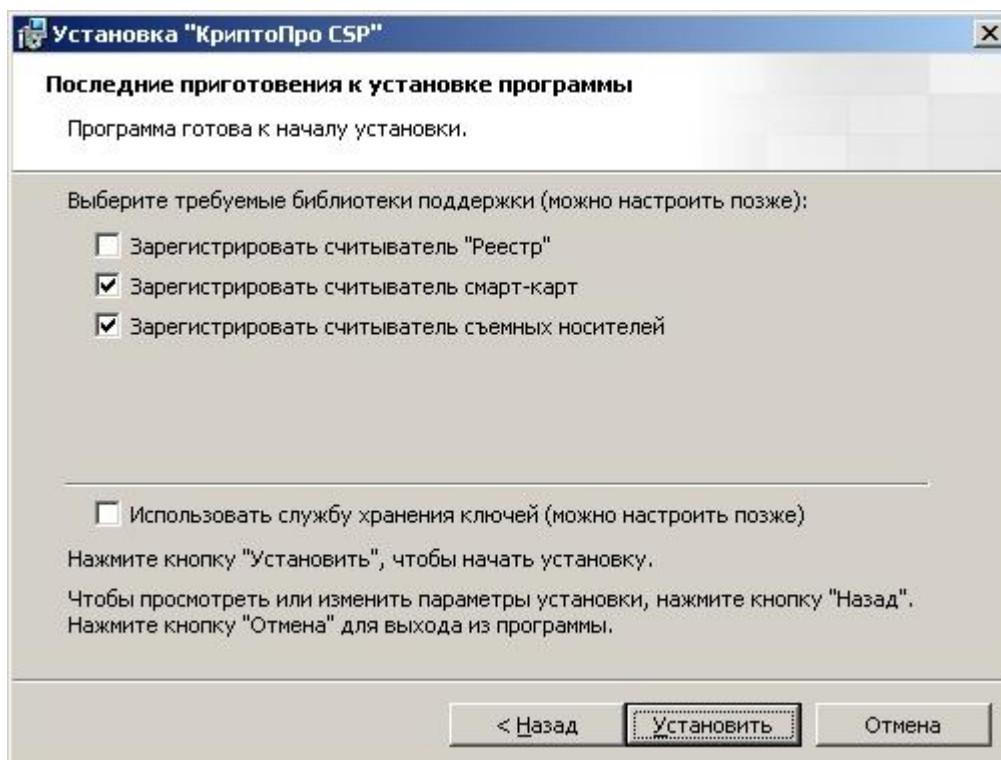 Установка "КриптоПро CSP"
Последние приготовения к установке программы
Программа готова к началу установки.
Выберите требуемые библиотеки поддержки (можно настроить позже):
Зарегистрировать считыватель "Реестр"
Зарегистрировать считыватель смарт-карт
Зарегистрировать считыватель съемных носителей
Использовать службу хранения ключей (можно настроить позже)
Нажмите кнопку "Установить", чтобы начать установку.
Чтобы просмотреть или изменить параметры установки, нажмите кнопку "Назад".
Нажмите кнопку "Отмена" для выхода из программы.
< Назад Установить Отмена